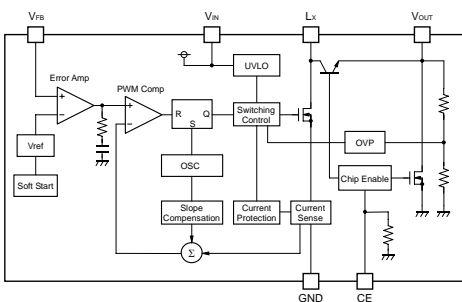 VFB
VIN
LX
VOUT
Error Amp
PWM Comp
UVLO
+
-
+
-
R
Q
S
Switching
Control
Vref
OVP
Soft Start
OSC
Chip Enable
Slope
Compensation
Current
Protection
Current
Sense
Σ
GND
CE